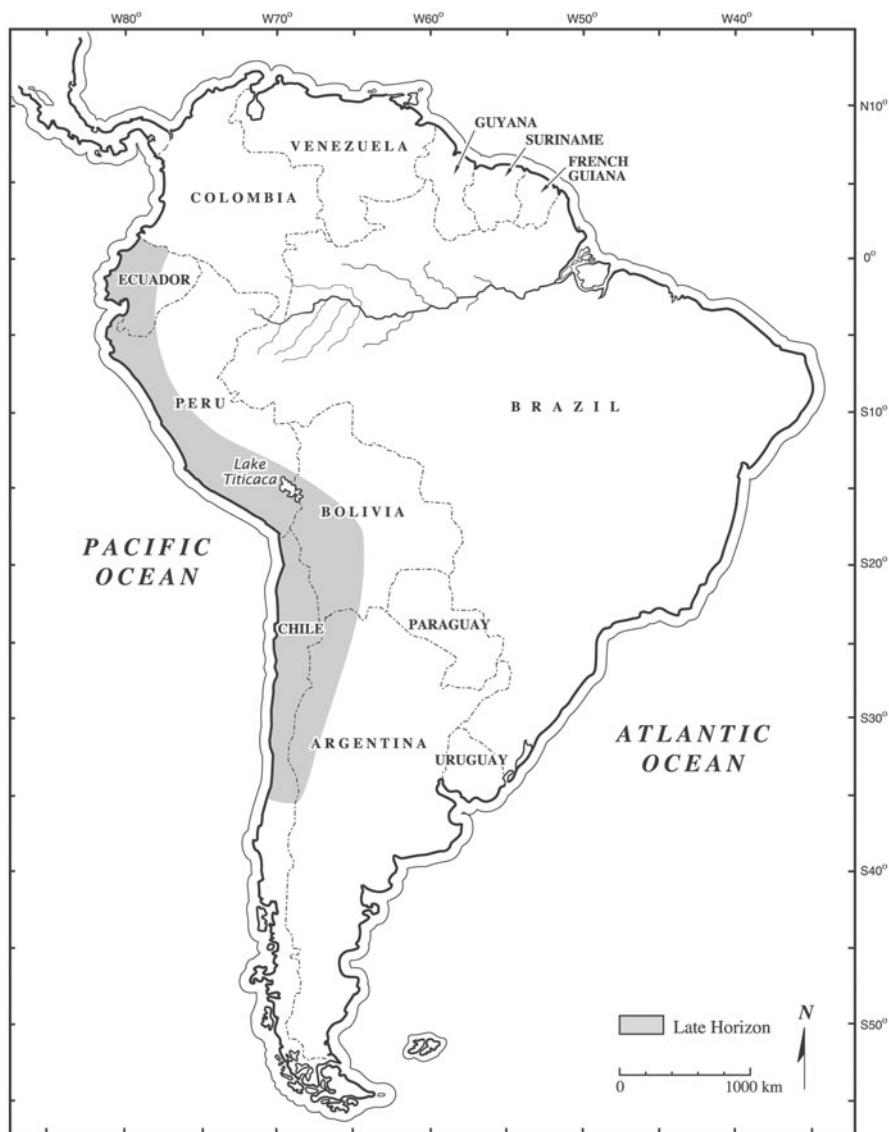 W80°
W70°
W60°
W50°
W40°
N10°
GUYANA
SURINAME
VENEZUELA
FRENCH
GUIANA
COLOMBIA
0°
ECUADOR
S10°
PERU
BRAZIL
Lake
Titicaca
BOLIVIA
PACIFIC
OCEAN
S20°
CHILE
PARAGUAY
S30°
ARGENTINA
URUGUAY
ATLANTIC
OCEAN
S40°
S50°
Late Horizon
N
0
1000 km